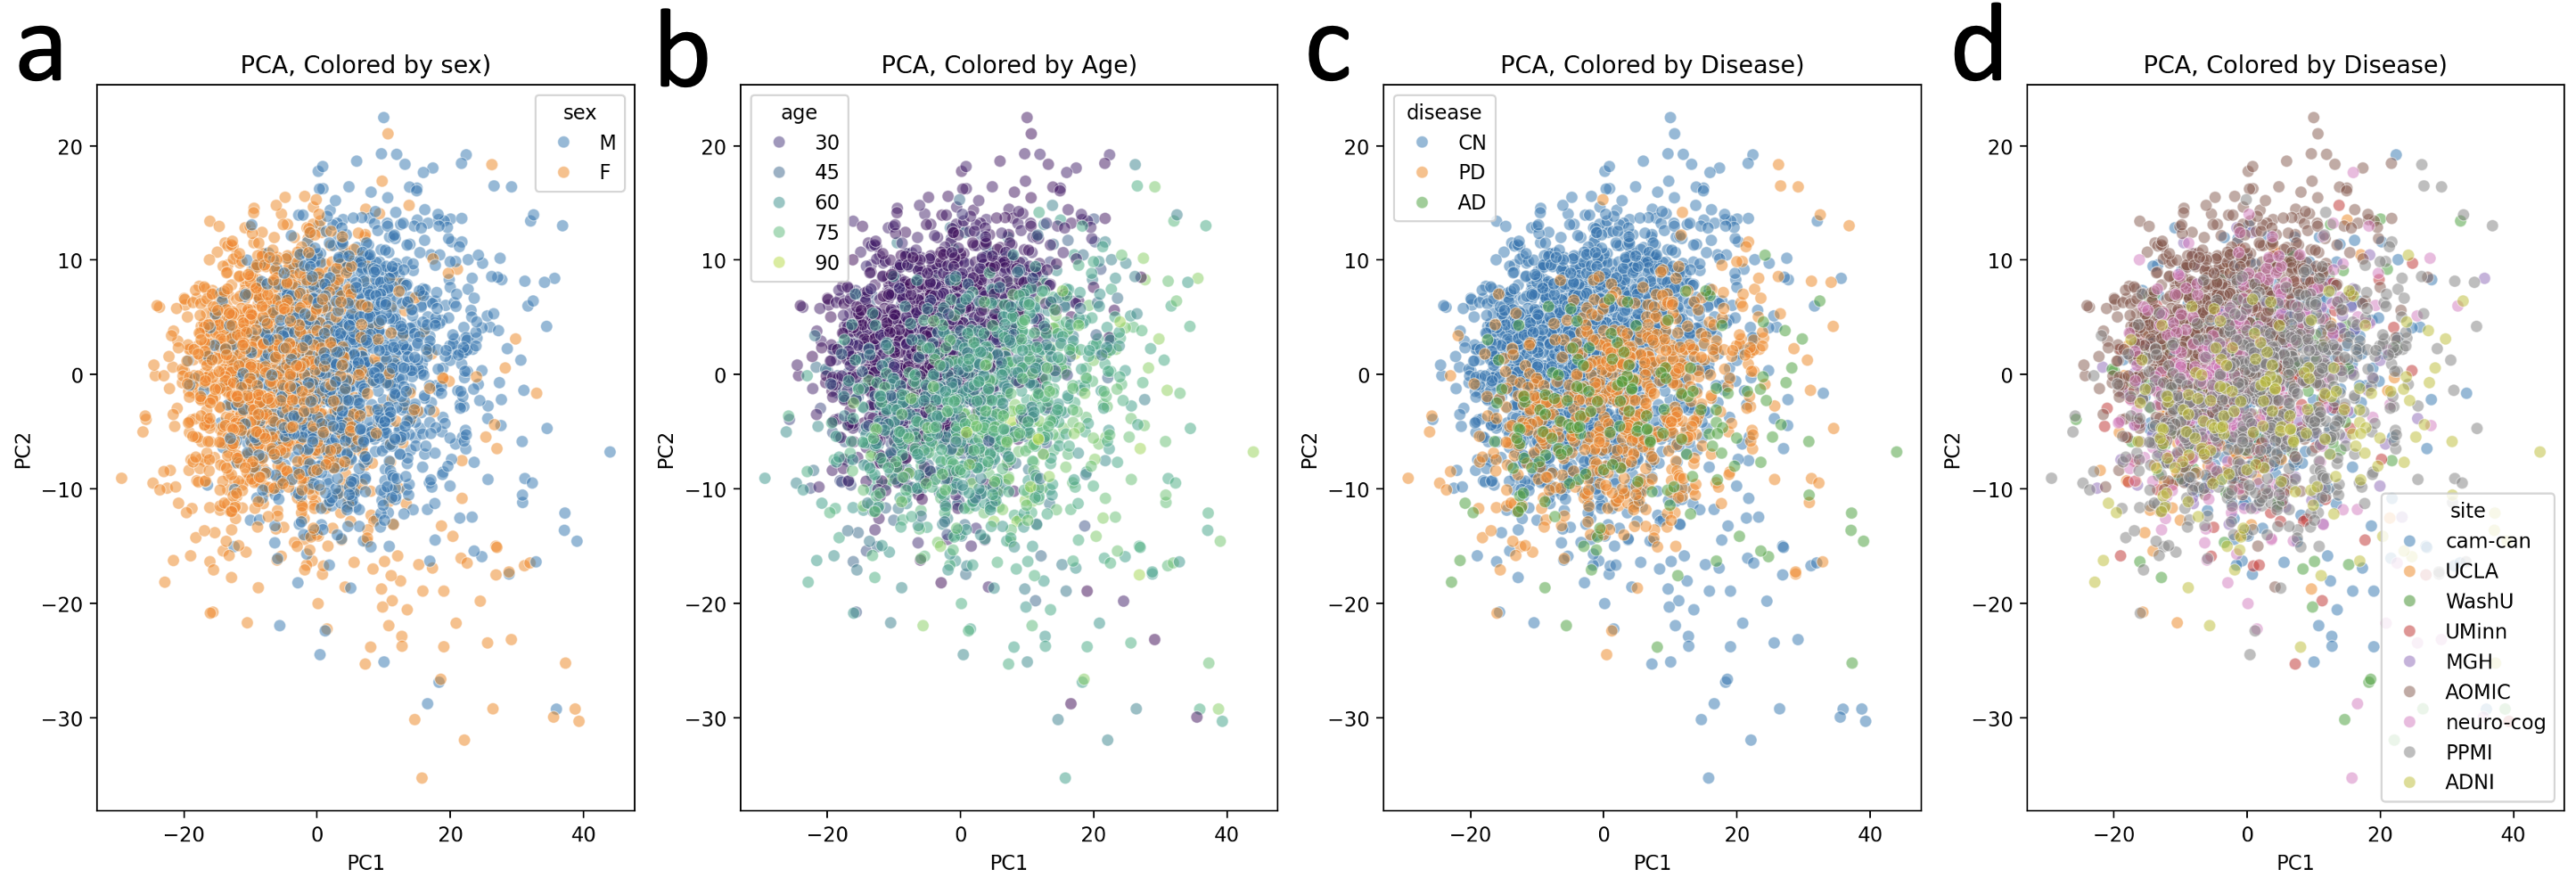 a
PCA, Colored by sex)
sex
M
F
20
10
0
−10
−20
−30
PC2
−20
0
20
40
PC1
b
PCA, Colored by Age)
age
30
45
60
75
90
20
10
0
−10
−20
−30
PC2
−20
0
20
40
PC1
c
PCA, Colored by Disease)
disease
CN
PD
AD
20
10
0
−10
−20
−30
PC2
−20
0
20
40
PC1
d
PCA, Colored by Disease)
20
10
0
−10
−20
−30
PC2
site
cam-can
UCLA
WashU
UMinn
MGH
AOMIC
neuro-cog
PPMI
ADNI
−20
0
20
40
PC1